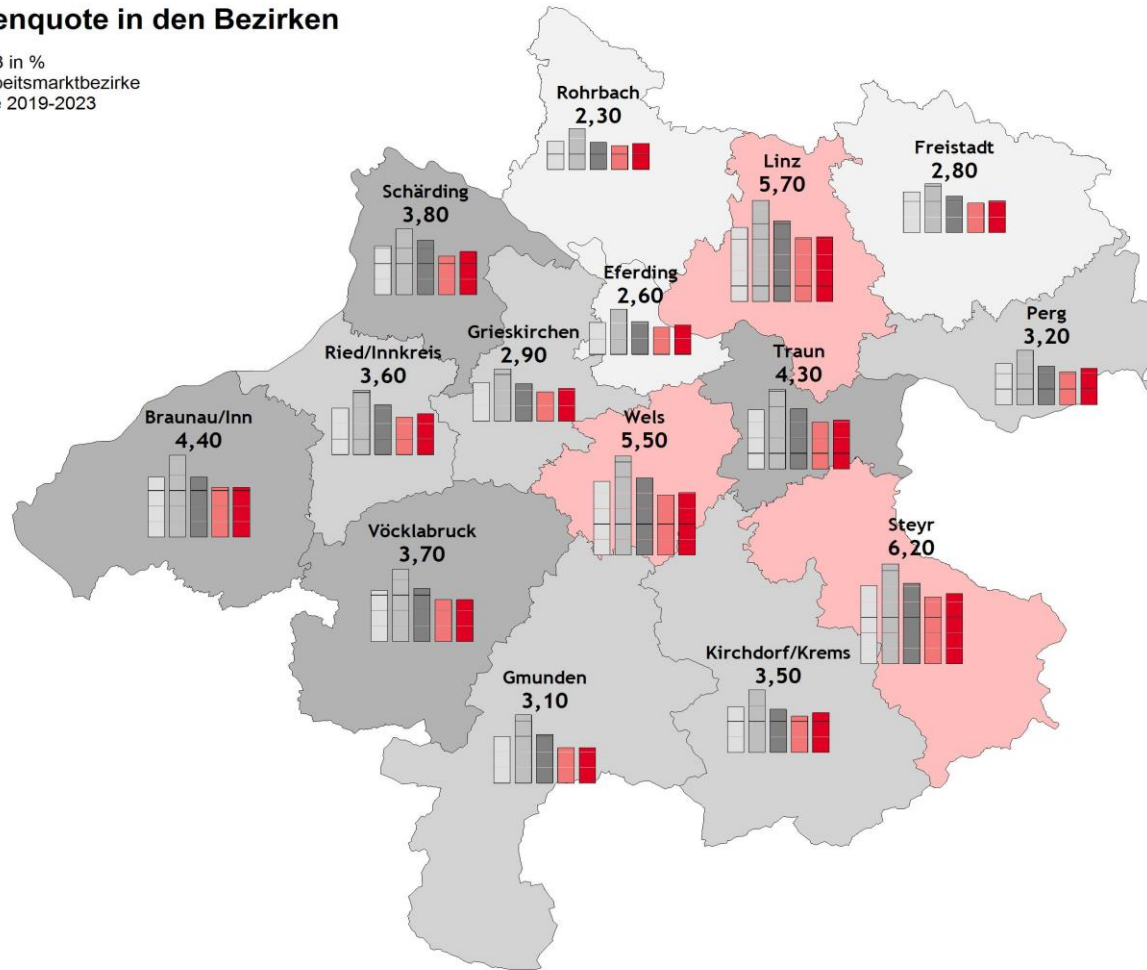 enquote in den Bezirken
3 in %
beitsmarktbezirke
e 2019-2023
Rohrbach
2,30
Freistadt
2,80
Linz
5,70
Schärding
3,80
Eferding
2,60
Perg
3,20
Grieskirchen
2,90
Ried/Innkreis
3,60
Traun
4,30
Braunau/Inn
4,40
Wels
5,50
Vöcklabruck
3,70
Steyr
6,20
Kirchdorf/Krems
3,50
Gmunden
3,10